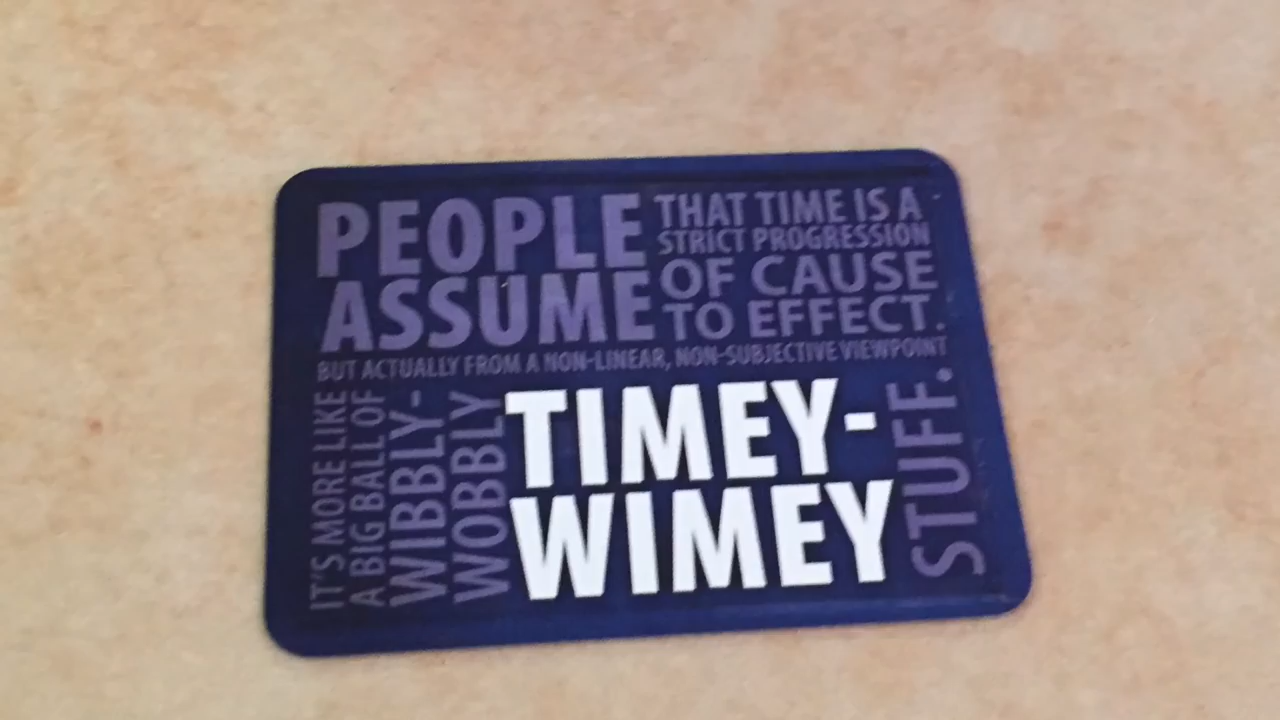 PEOPLE
ASSUME
THAT TIME IS A
STRICT PROGRESSION
OF CAUSE
TO EFFECT.
BUT ACTUALLY FROM A NON-LINEAR, NON-SUBJECTIVE VIEWPOINT
IT'S MORE LIKE
A BIG BALL OF
WIBBLY-
WOBBLY
TIMEY-
WIMEY
STUFF.